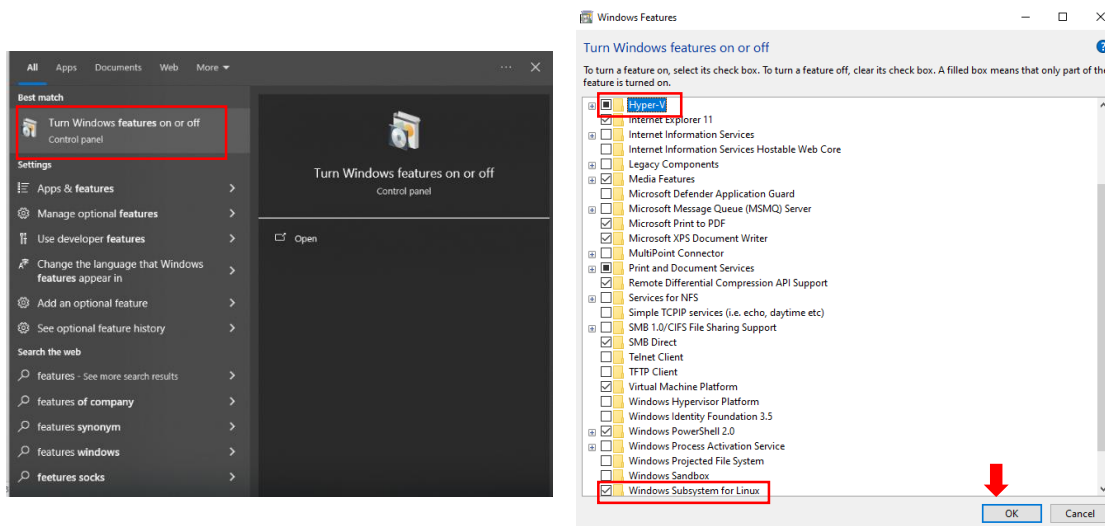 All Apps Documents Web More
Best match
Turn Windows features on or off
Control panel
Settings
Apps & features
Manage optional features
Use developer features
Change the language that Windows
features appear in
Add an optional feature
See optional feature history
Search the web
features - See more search results
features of company
features synonym
features windows
feetures socks
Turn Windows features on or off
Control panel
Open
Windows Features
Turn Windows features on or off
To turn a feature on, select its check box. To turn a feature off, clear its check box. A filled box means that only part of the
feature is turned on.
Hyper-V
Internet Explorer 11
Internet Information Services
Internet Information Services Hostable Web Core
Legacy Components
Media Features
Microsoft Defender Application Guard
Microsoft Message Queue (MSMQ) Server
Microsoft Print to PDF
Microsoft XPS Document Writer
MultiPoint Connector
Print and Document Services
Remote Differential Compression API Support
Services for NFS
Simple TCPIP services (i.e. echo, daytime etc)
SMB 1.0/CIFS File Sharing Support
SMB Direct
Telnet Client
TFTP Client
Virtual Machine Platform
Windows Hypervisor Platform
Windows Identity Foundation 3.5
Windows PowerShell 2.0
Windows Process Activation Service
Windows Projected File System
Windows Sandbox
Windows Subsystem for Linux
OK Cancel